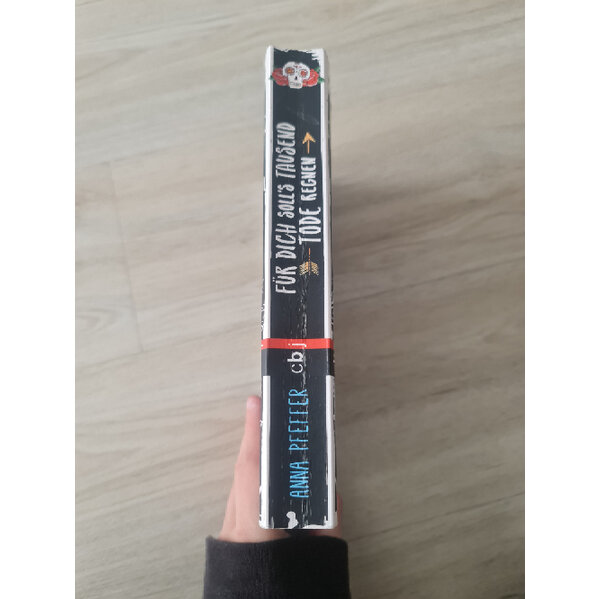 FÜR DICH SOLL'S TAUSEND
TODE REGNEN
cbj
ANNA PFEFFER